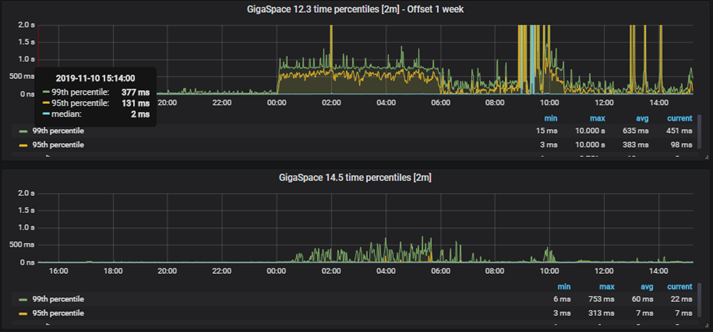 GigaSpace 12.3 time percentiles [2m] - Offset 1 week
2.0 s
1.5 s
1.0 s
500 ms
0 ns
2019-11-10 15:14:00
99th percentile: 377 ms
95th percentile: 131 ms
median: 2 ms
20:00 22:00 00:00 02:00 04:00 06:00 08:00 10:00 12:00 14:00
min max avg current
99th percentile 15 ms 10.000 s 635 ms 451 ms
95th percentile 3 ms 10.000 s 383 ms 98 ms
GigaSpace 14.5 time percentiles [2m]
2.0 s
1.5 s
1.0 s
500 ms
0 ns
16:00 18:00 20:00 22:00 00:00 02:00 04:00 06:00 08:00 10:00 12:00 14:00
min max avg current
99th percentile 6 ms 753 ms 60 ms 22 ms
95th percentile 3 ms 313 ms 7 ms 7 ms